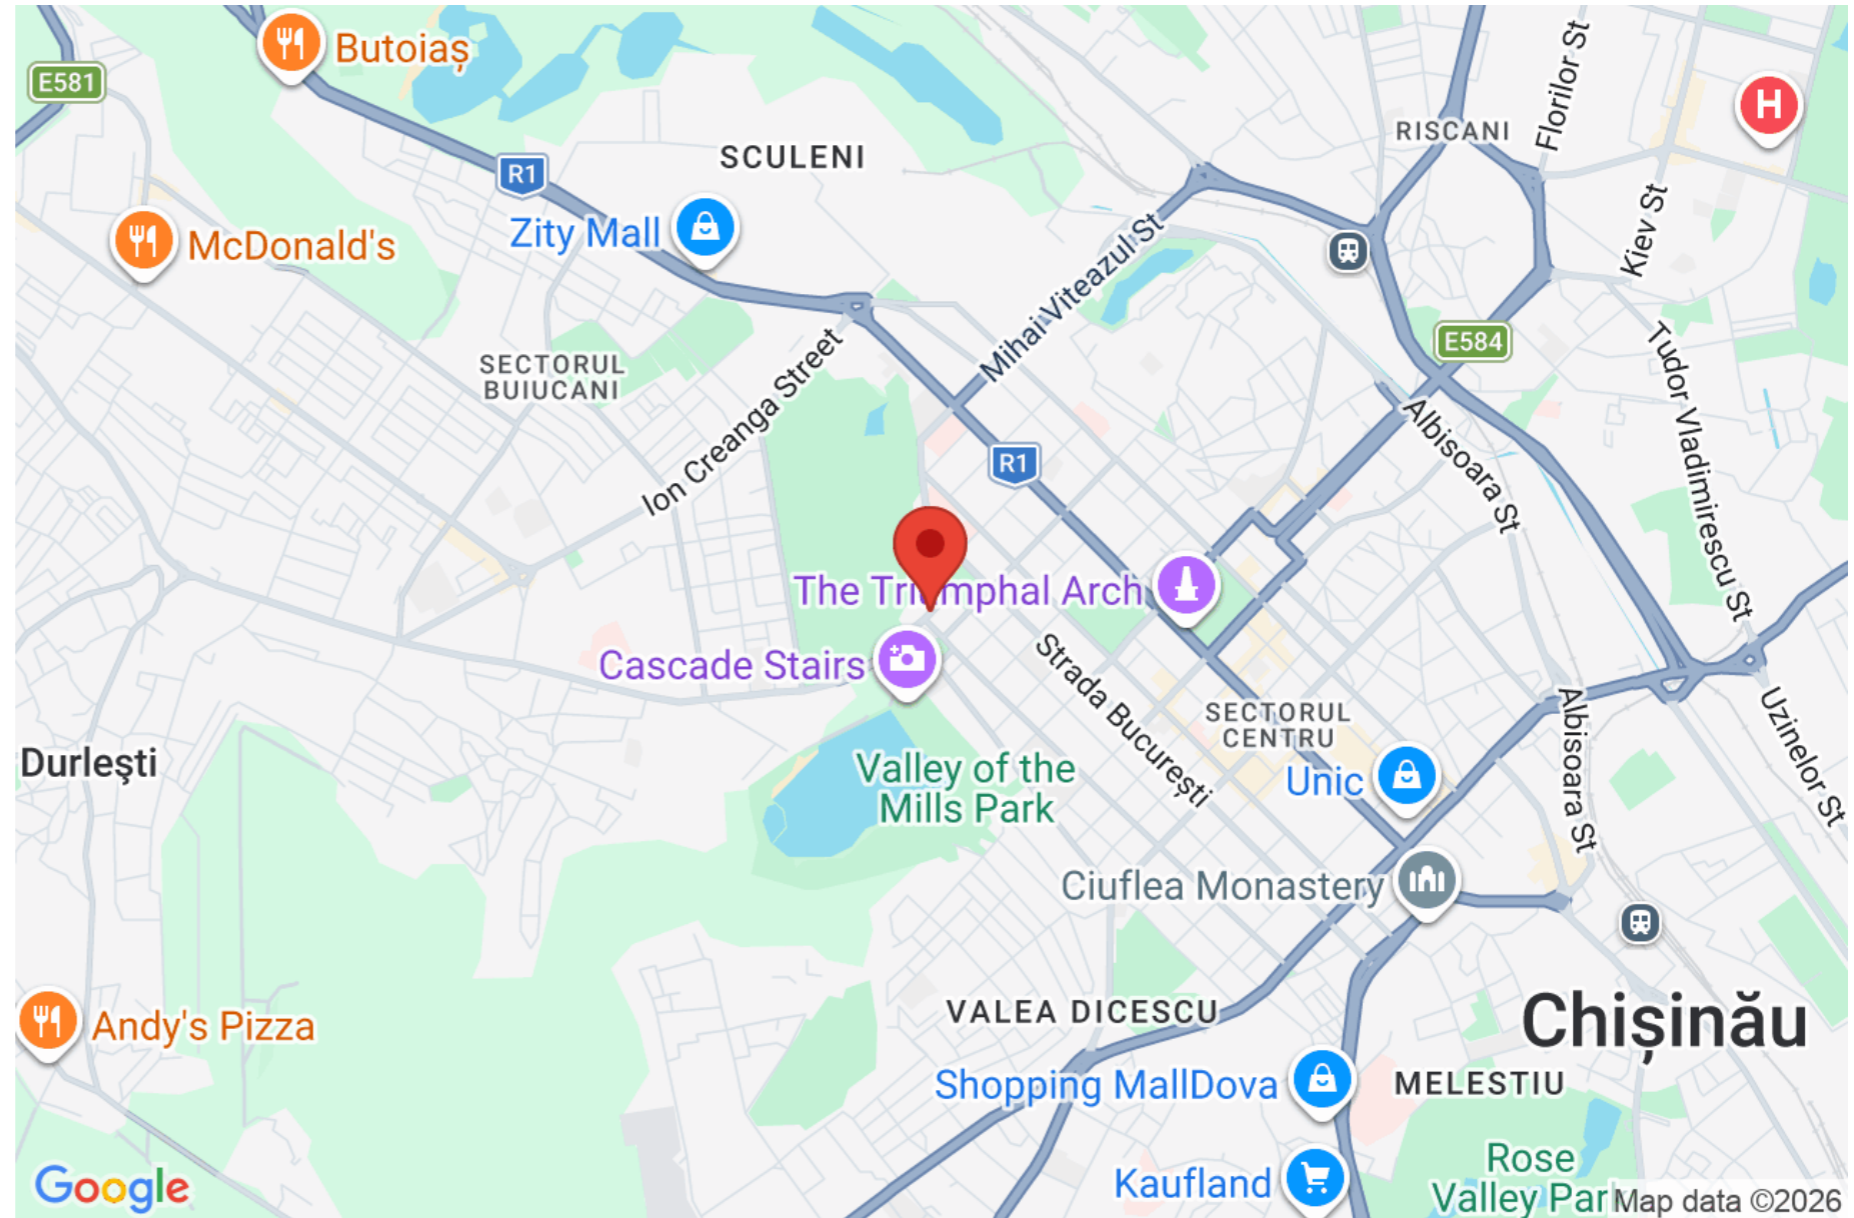 Butoiaș
E581
H
Florilor St
RISCANI
SCULENI
R1
Kiev St
Zity Mall
McDonald's
Mihai Viteazul St
E584
Tudor Vladimirescu St
SECTORUL
BUIUCANI
Ion Creanga Street
Albisoara St
R1
The Triumphal Arch
Cascade Stairs
Strada București
SECTORUL
CENTRU
Albisoara St
Uzinelor St
Durleşti
Valley of the
Mills Park
Unic
Ciuflea Monastery
VALEA DICESCU
Chișinău
Andy's Pizza
Shopping MallDova
MELESTIU
Rose
Valley Par
Kaufland
Google
Map data ©2026